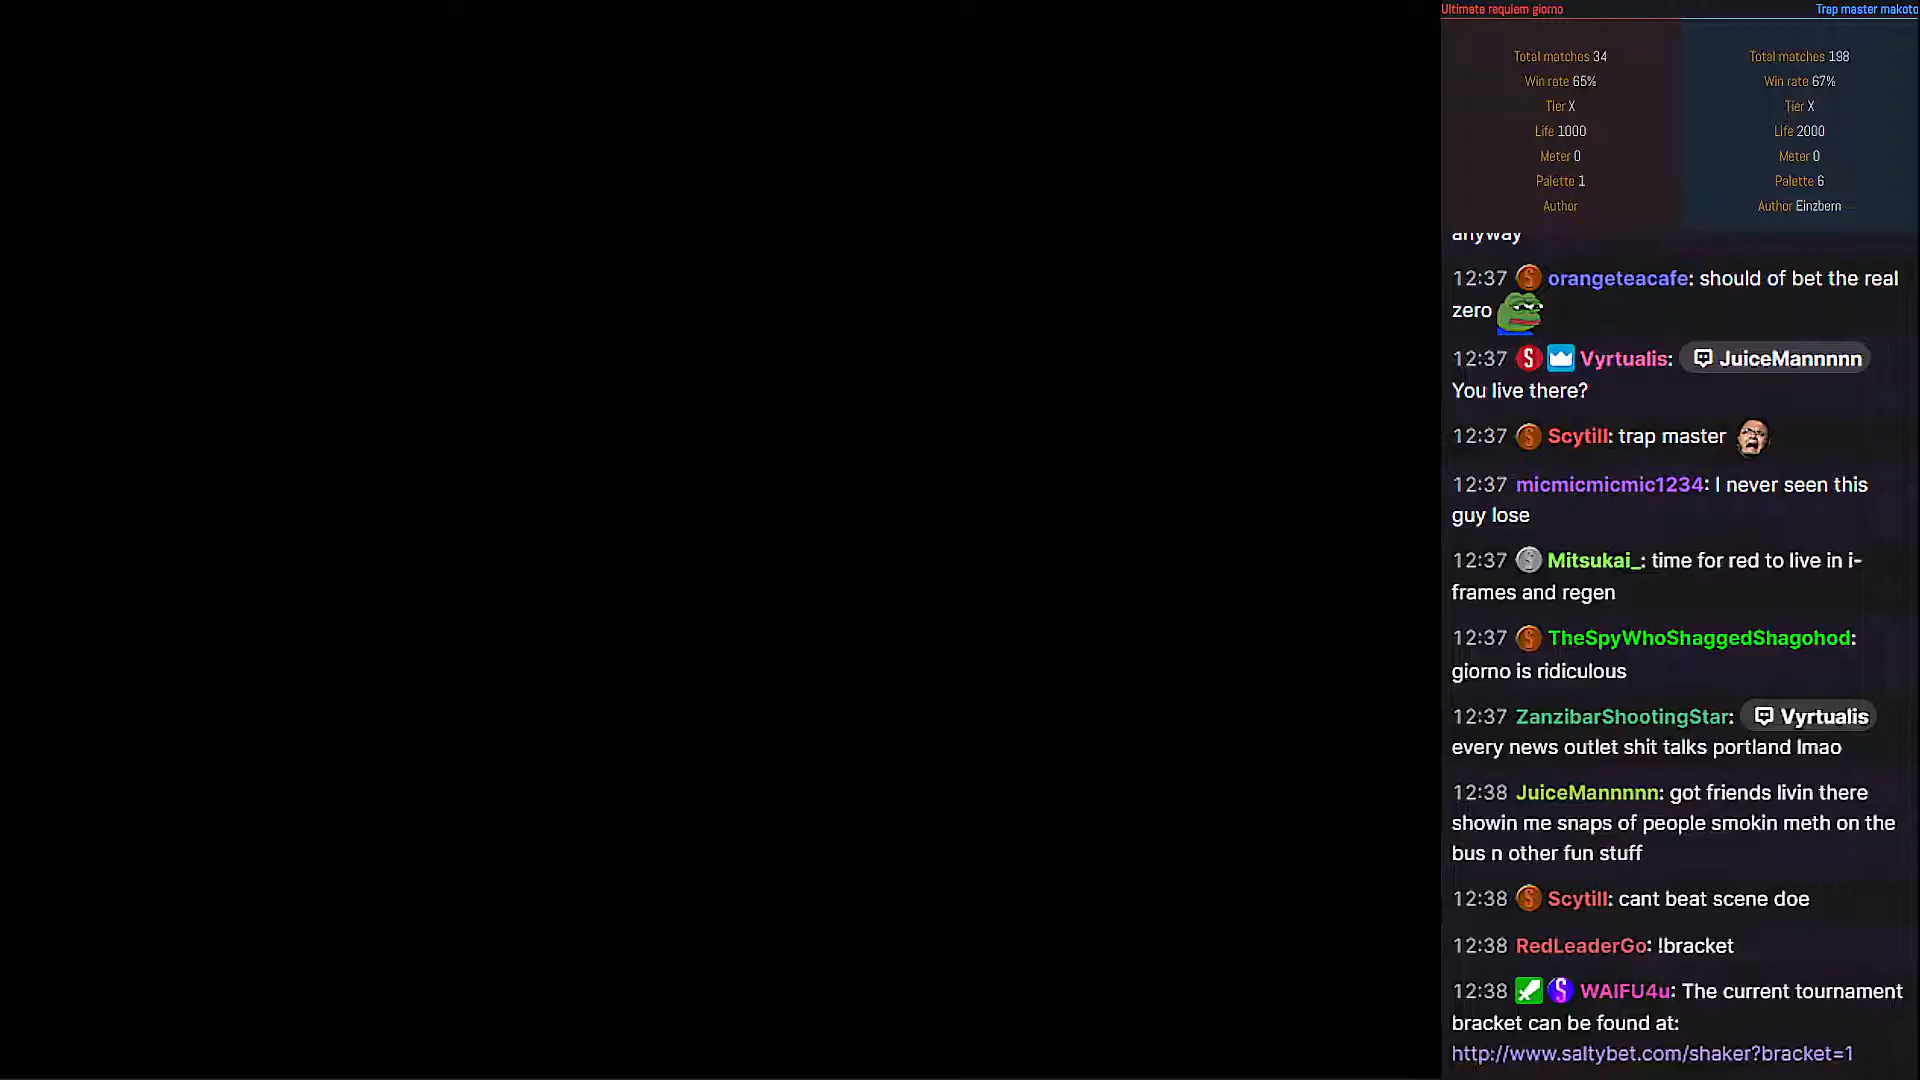 Ultimate requiem giorno
Trap master makoto
Total matches 34
Win rate 65%
Tier X
Life 1000
Meter 0
Palette 1
Author
Total matches 198
Win rate 67%
Tier X
Life 2000
Meter 0
Palette 6
Author Einzbern
anyway
12:37 orangeteacafe: should of bet the real
zero
12:37 Vyrtualis: JuiceMannnnn
You live there?
12:37 Scytill: trap master
12:37 micmicmicmic1234: I never seen this
guy lose
12:37 Mitsukai_: time for red to live in i-
frames and regen
12:37 TheSpyWhoShaggedShagohod:
giorno is ridiculous
12:37 ZanzibarShootingStar: Vyrtualis
every news outlet shit talks portland lmao
12:38 JuiceMannnnn: got friends livin there
showin me snaps of people smokin meth on the
bus n other fun stuff
12:38 Scytill: cant beat scene doe
12:38 RedLeaderGo: !bracket
12:38 WAIFU4u: The current tournament
bracket can be found at:
http://www.saltybet.com/shaker?bracket=1